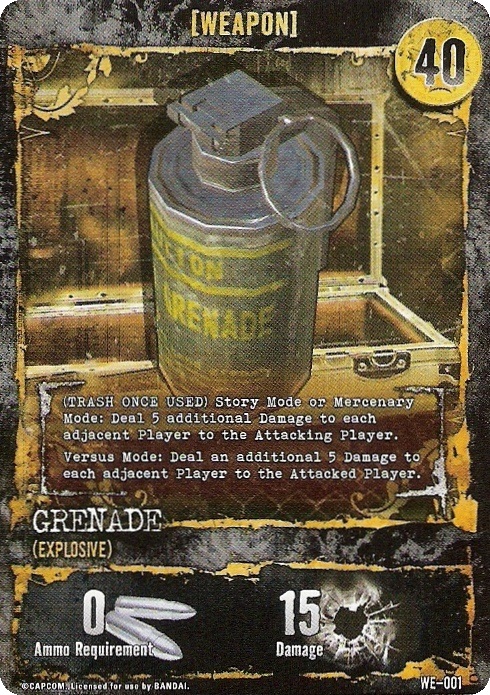 [WEAPON]
40
GRENADE
(TRASH ONCE USED) Story Mode or Mercenary
Mode: Deal 5 additional Damage to each
adjacent Player to the Attacking Player.
Versus Mode: Deal an additional 5 Damage to
each adjacent Player to the Attacked Player.
GRENADE
(EXPLOSIVE)
0
Ammo Requirement
15
Damage
©CAPCOM. Licensed for use by BANDAI.
WE-001